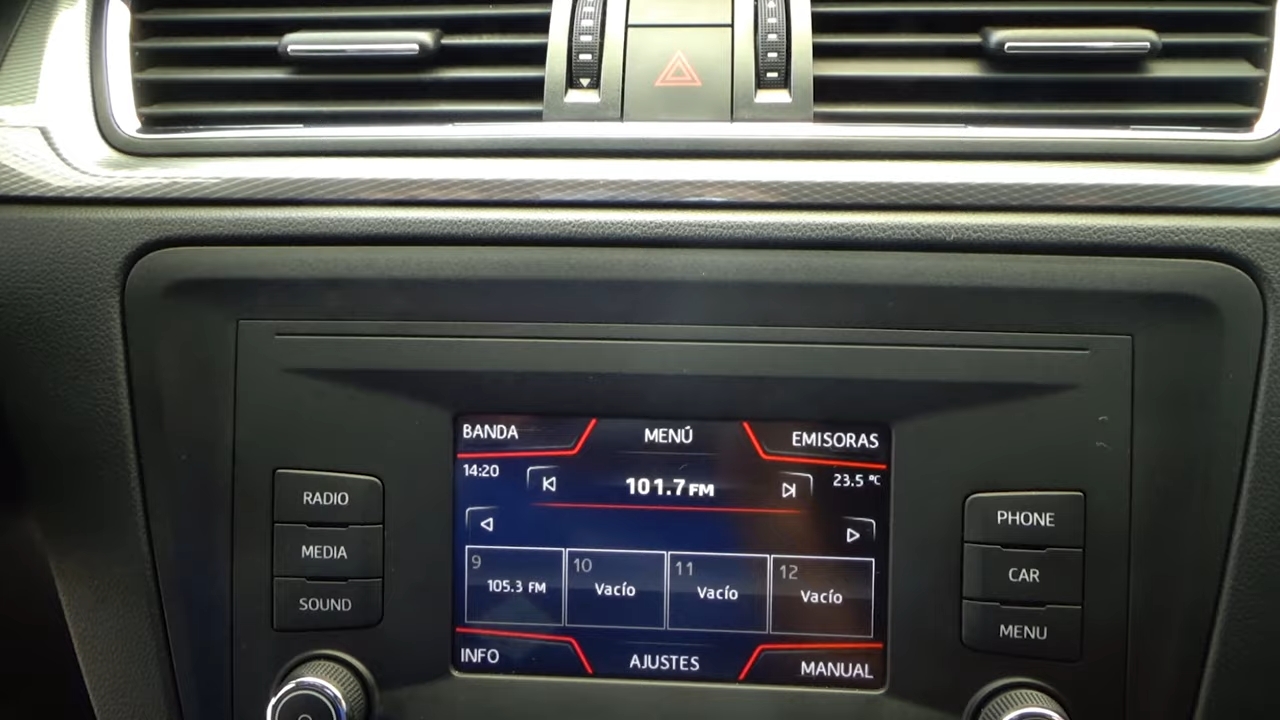 BANDA
MENÚ
EMISORAS
14:20
101.7 FM
23.5 ºC
9
105.3 FM
10
Vacío
11
Vacío
12
Vacío
INFO
AJUSTES
MANUAL
RADIO
MEDIA
SOUND
PHONE
CAR
MENU